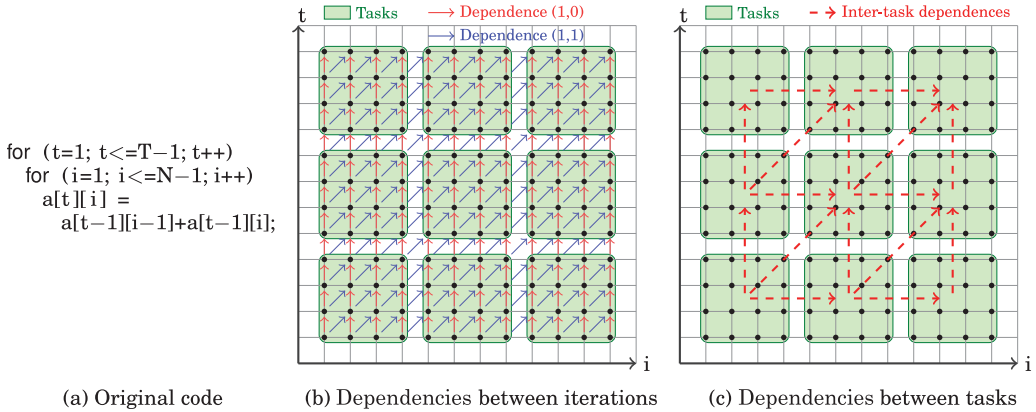 for (t=1; t<=T−1; t++)
for (i=1; i<=N−1; i++)
a[t][i] =
a[t−1][i−1]+a[t−1][i];
(a) Original code
t
Tasks
Dependence (1,0)
Dependence (1,1)
i
(b) Dependencies between iterations
t
Tasks
Inter-task dependences
i
(c) Dependencies between tasks